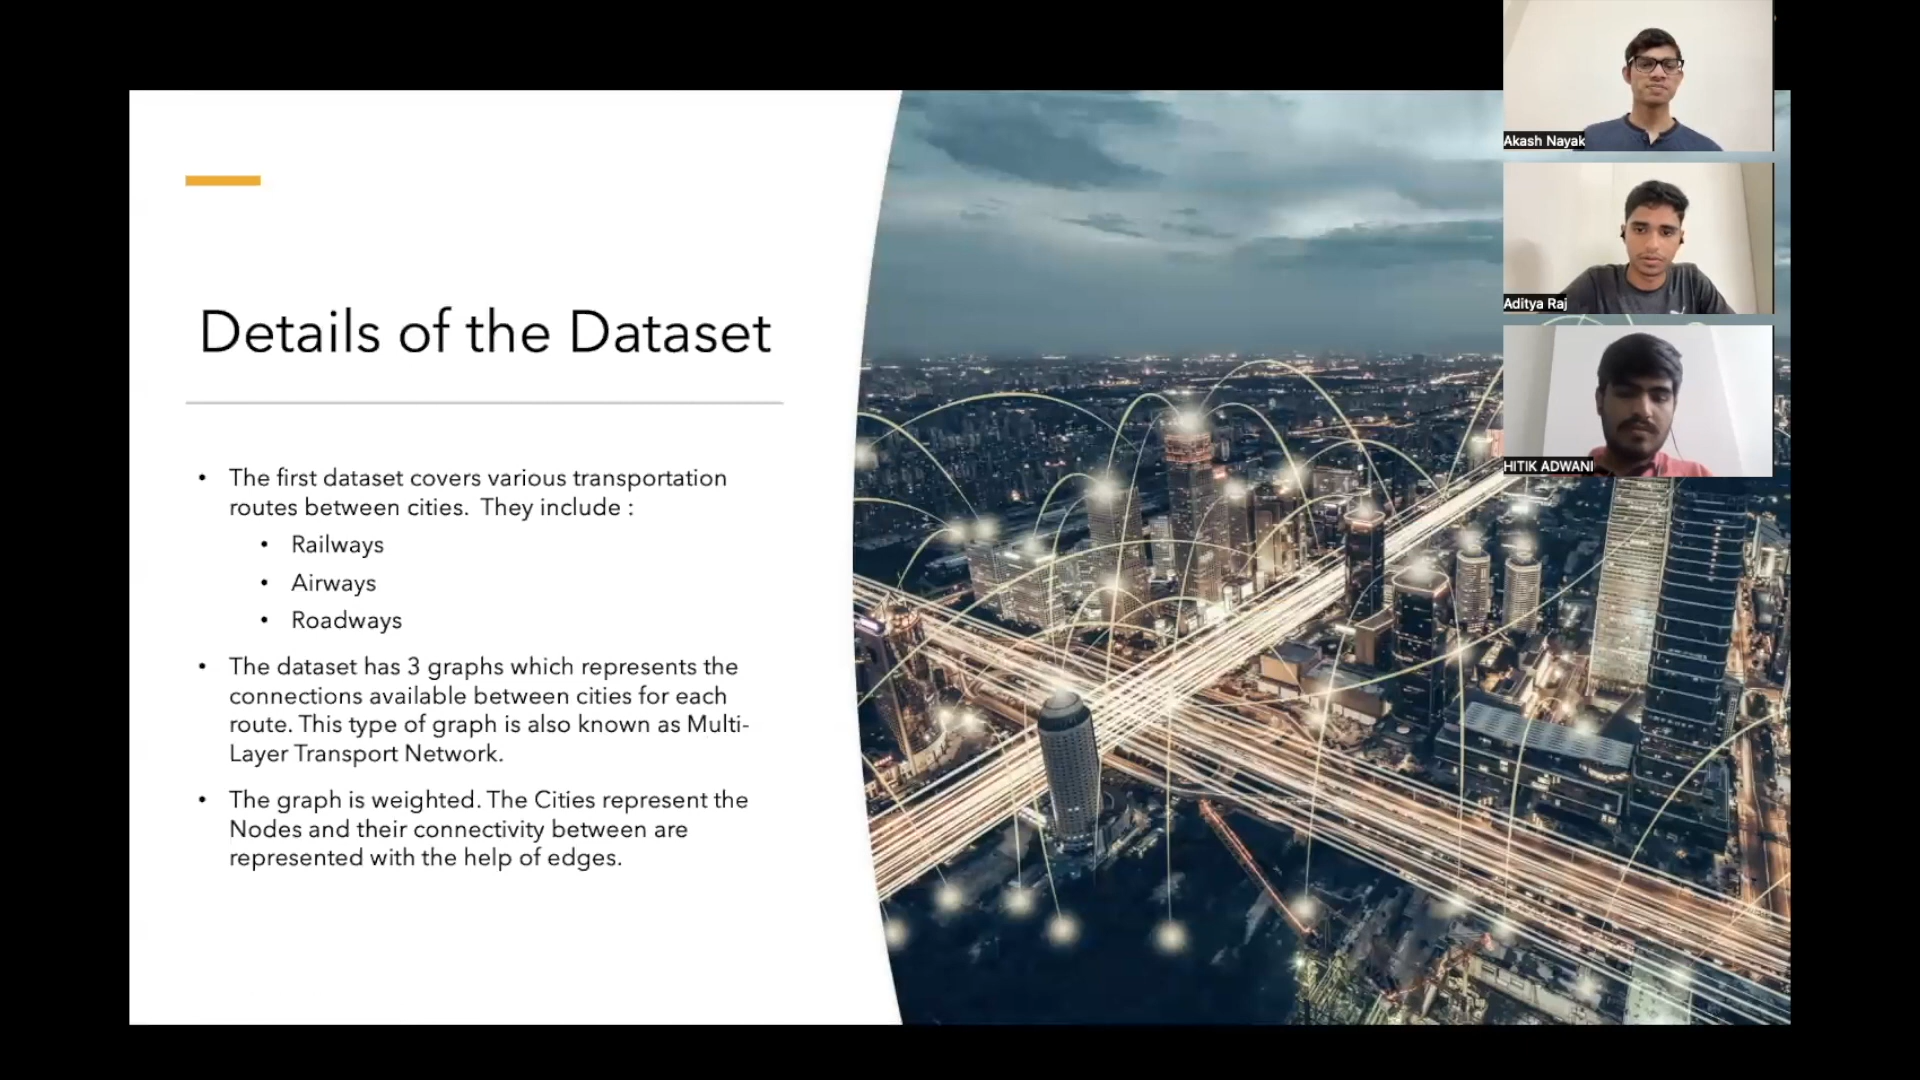 Details of the Dataset
• The first dataset covers various transportation
routes between cities. They include :
• Railways
• Airways
• Roadways
• The dataset has 3 graphs which represents the
connections available between cities for each
route. This type of graph is also known as Multi-
Layer Transport Network.
• The graph is weighted. The Cities represent the
Nodes and their connectivity between are
represented with the help of edges.
Akash Nayak
Aditya Raj
HITIK ADWANI